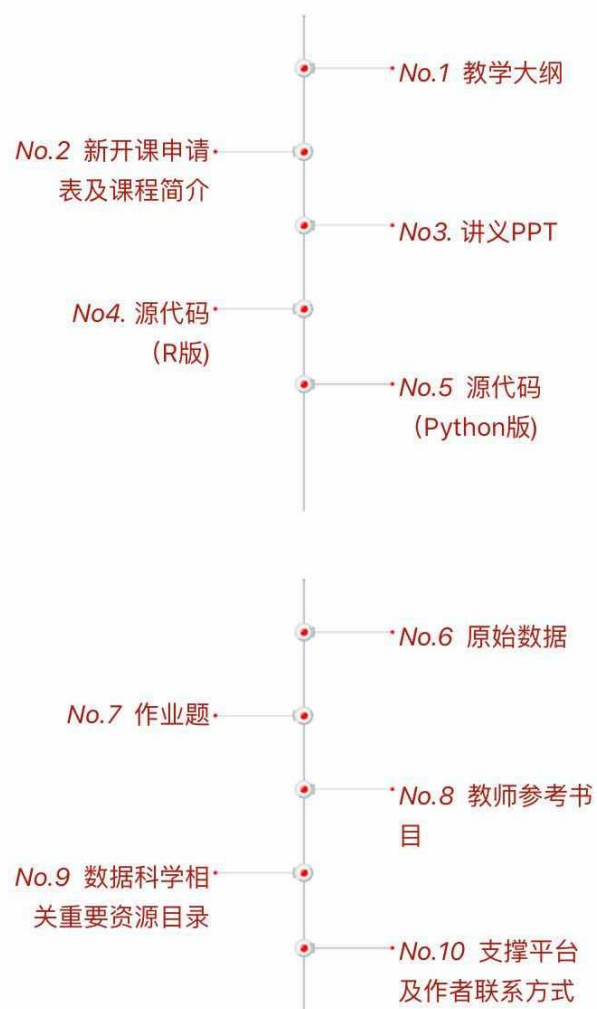 No.1 教学大纲
No.2 新开课申请
表及课程简介
No3. 讲义PPT
No4. 源代码
（R版)
No.5 源代码
（Python版)
No.6 原始数据
No.7 作业题
No.8 教师参考书
目
No.9 数据科学相
关重要资源目录
No.10 支撑平台
及作者联系方式